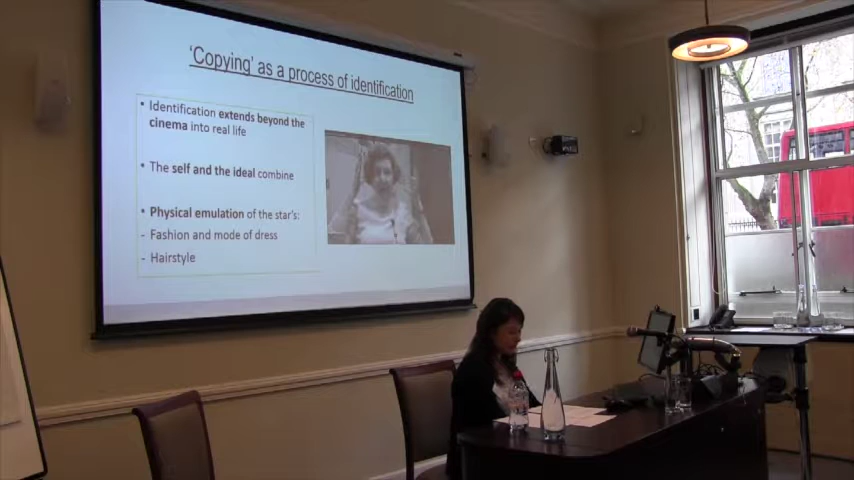 ‘Copying’ as a process of identification
• Identification extends beyond the
cinema into real life
• The self and the ideal combine
• Physical emulation of the star’s:
- Fashion and mode of dress
- Hairstyle